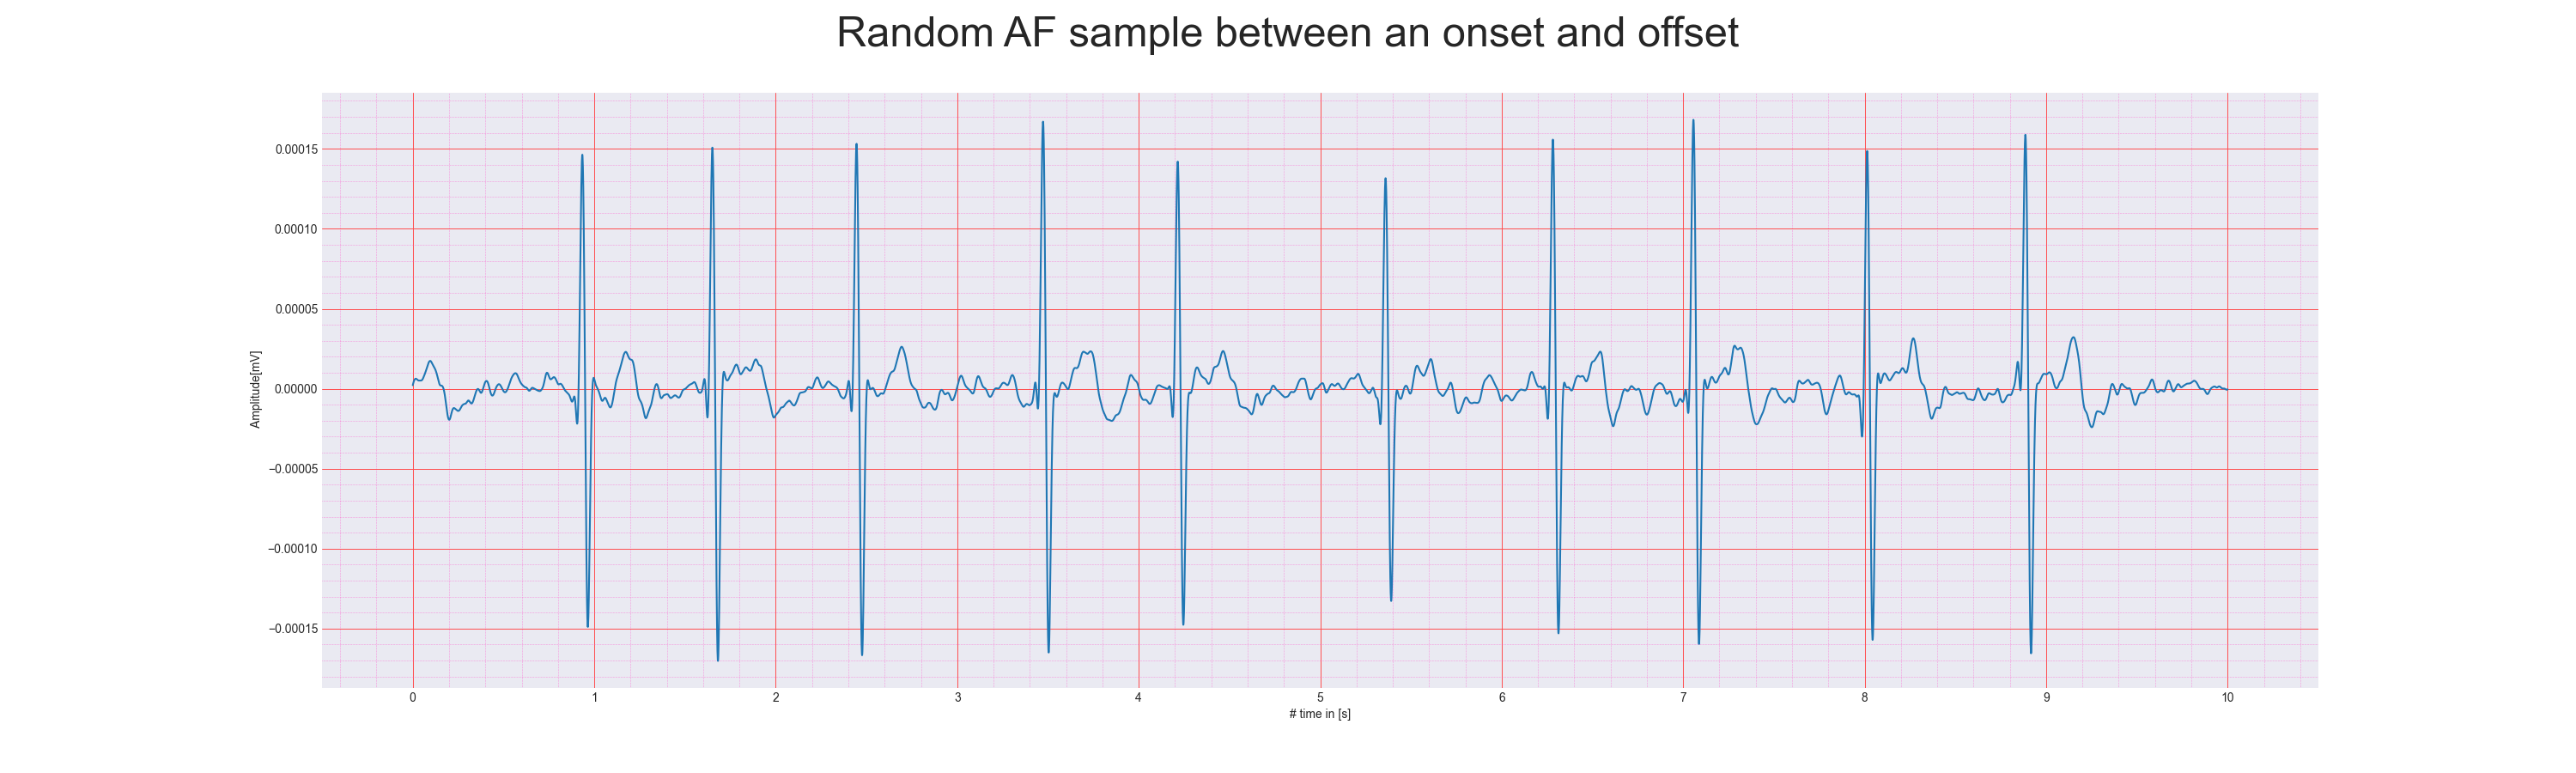 Random AF sample between an onset and offset
0.00015
0.00010
0.00005
0.00000
−0.00005
−0.00010
−0.00015
Amplitude[mV]
0 1 2 3 4 5 6 7 8 9 10
# time in [s]